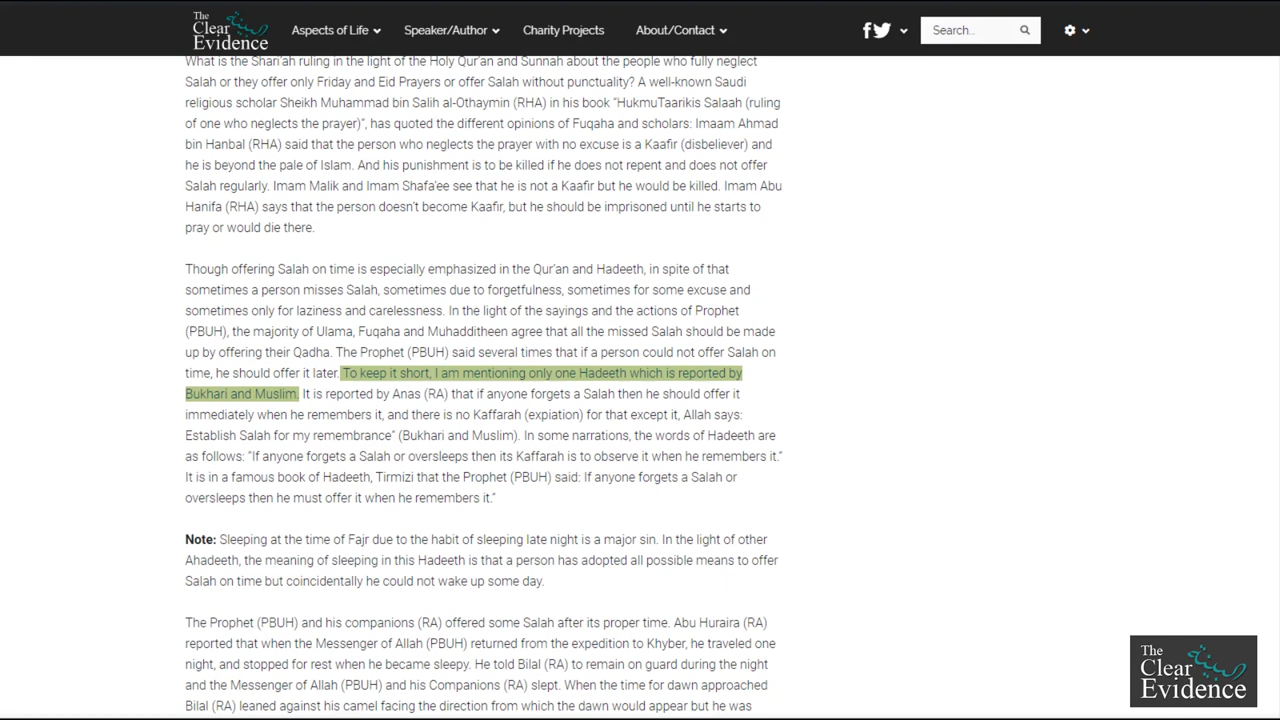 The
Clear
Evidence
البينة
Aspects of Life
Speaker/Author
Charity Projects
About/Contact
Search...
What is the Shari'ah ruling in the light of the Holy Qur'an and Sunnah about the people who fully neglect
Salah or they offer only Friday and Eid Prayers or offer Salah without punctuality? A well-known Saudi
religious scholar Sheikh Muhammad bin Salih al-Othaymin (RHA) in his book “HukmuTaarikis Salaah (ruling
of one who neglects the prayer)”, has quoted the different opinions of Fuqaha and scholars: Imaam Ahmad
bin Hanbal (RHA) said that the person who neglects the prayer with no excuse is a Kaafir (disbeliever) and
he is beyond the pale of Islam. And his punishment is to be killed if he does not repent and does not offer
Salah regularly. Imam Malik and Imam Shafa'ee see that he is not a Kaafir but he would be killed. Imam Abu
Hanifa (RHA) says that the person doesn't become Kaafir, but he should be imprisoned until he starts to
pray or would die there.
Though offering Salah on time is especially emphasized in the Qur'an and Hadeeth, in spite of that
sometimes a person misses Salah, sometimes due to forgetfulness, sometimes for some excuse and
sometimes only for laziness and carelessness. In the light of the sayings and the actions of Prophet
(PBUH), the majority of Ulama, Fuqaha and Muhadditheen agree that all the missed Salah should be made
up by offering their Qadha. The Prophet (PBUH) said several times that if a person could not offer Salah on
time, he should offer it later. To keep it short, I am mentioning only one Hadeeth which is reported by
Bukhari and Muslim. It is reported by Anas (RA) that if anyone forgets a Salah then he should offer it
immediately when he remembers it, and there is no Kaffarah (expiation) for that except it, Allah says:
Establish Salah for my remembrance” (Bukhari and Muslim). In some narrations, the words of Hadeeth are
as follows: “If anyone forgets a Salah or oversleeps then its Kaffarah is to observe it when he remembers it.”
It is in a famous book of Hadeeth, Tirmizi that the Prophet (PBUH) said: If anyone forgets a Salah or
oversleeps then he must offer it when he remembers it.”
Note: Sleeping at the time of Fajr due to the habit of sleeping late night is a major sin. In the light of other
Ahadeeth, the meaning of sleeping in this Hadeeth is that a person has adopted all possible means to offer
Salah on time but coincidentally he could not wake up some day.
The Prophet (PBUH) and his companions (RA) offered some Salah after its proper time. Abu Huraira (RA)
reported that when the Messenger of Allah (PBUH) returned from the expedition to Khyber, he traveled one
night, and stopped for rest when he became sleepy. He told Bilal (RA) to remain on guard during the night
and the Messenger of Allah (PBUH) and his Companions (RA) slept. When the time for dawn approached
Bilal (RA) leaned against his camel facing the direction from which the dawn would appear but he was
The
Clear
Evidence
البينة